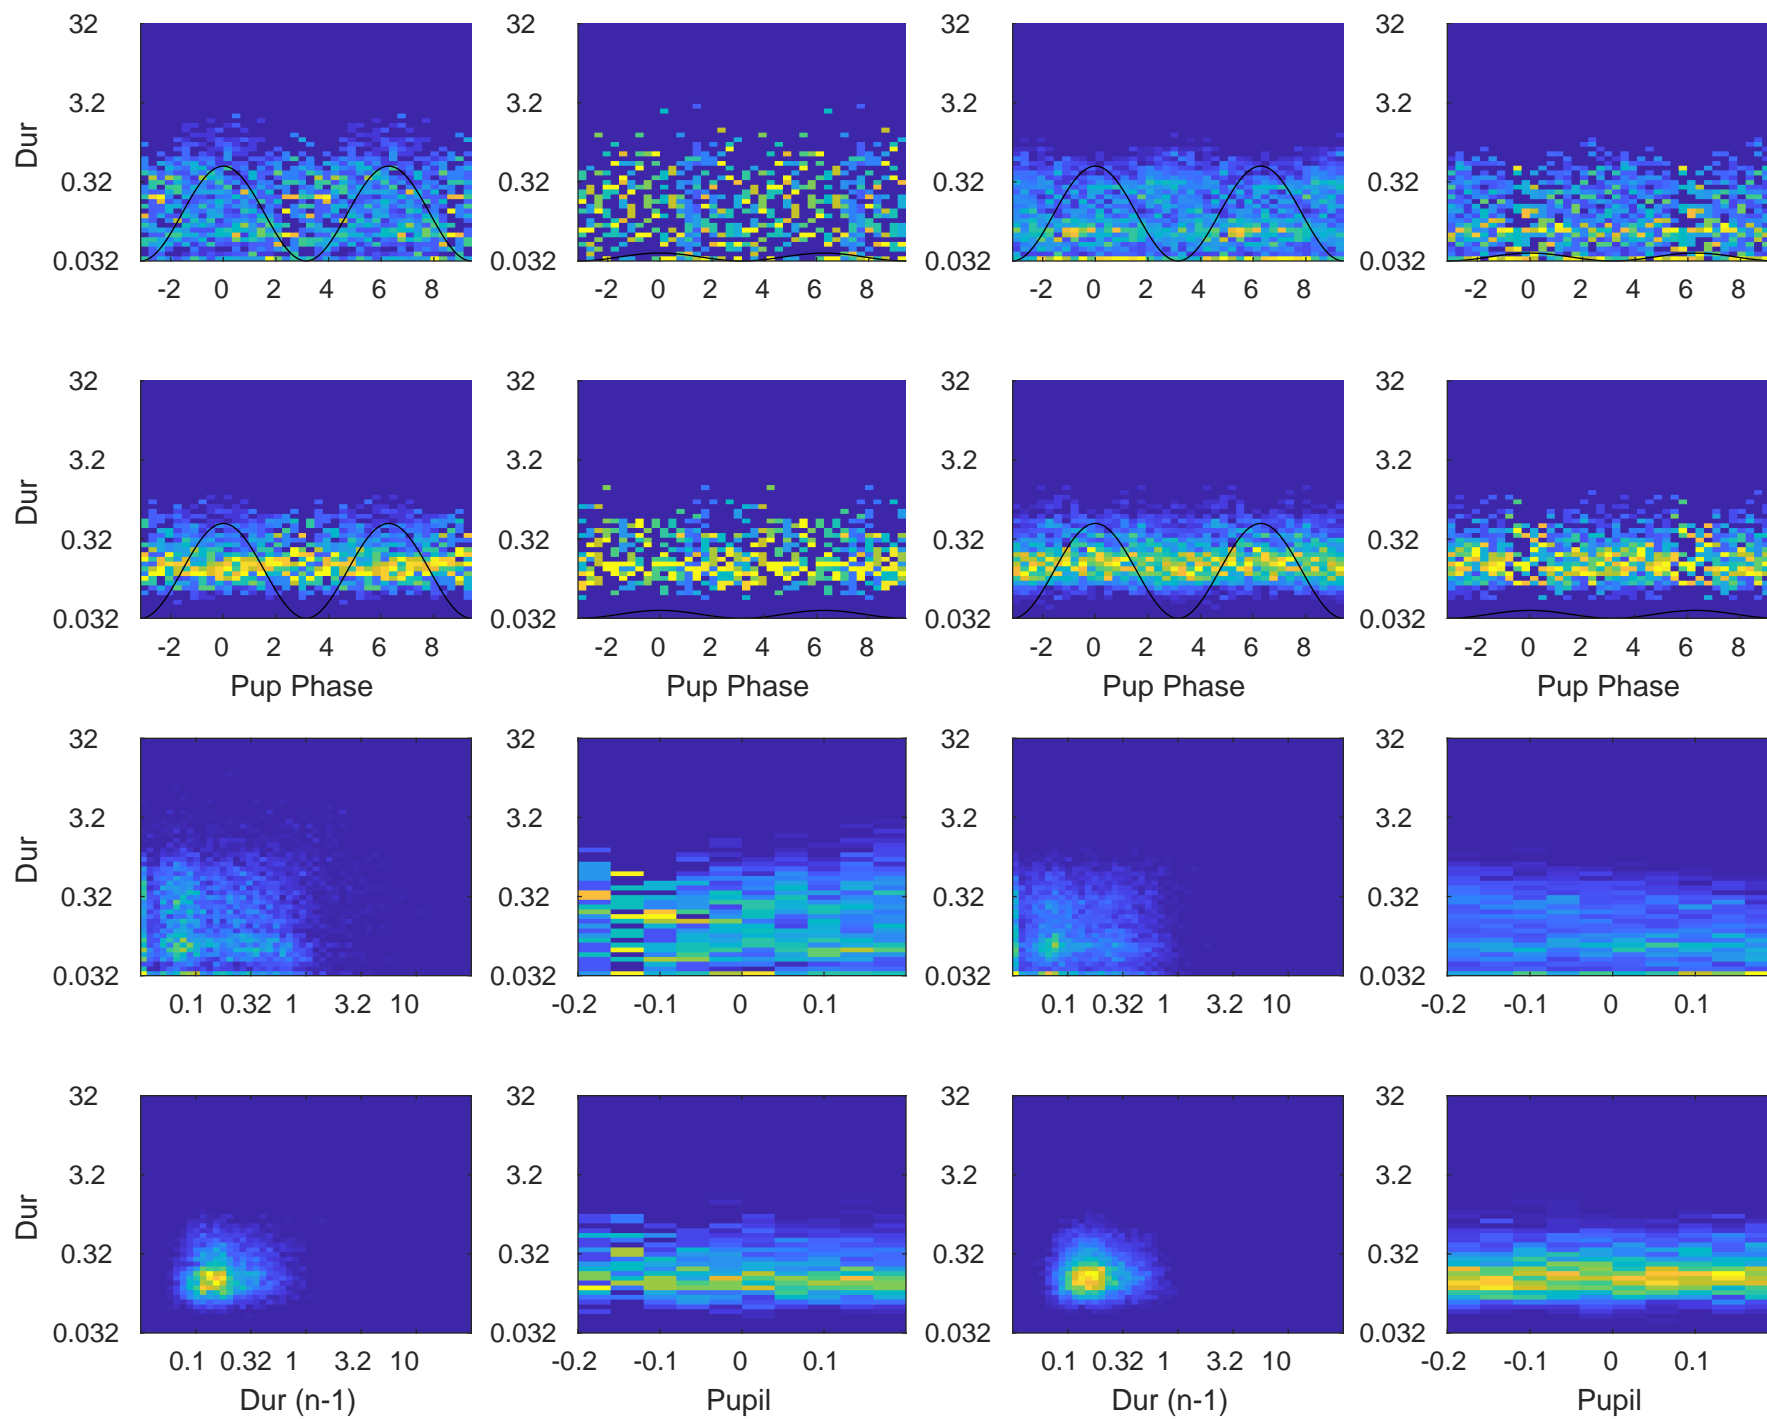 32 32 32 32
3.2 3.2 3.2 3.2
Dur
0.32 0.32 0.32 0.32
0.032 0.032 0.032 0.032
-2 0 2 4 6 8 -2 0 2 4 6 8 -2 0 2 4 6 8 -2 0 2 4 6 8
32 32 32 32
3.2 3.2 3.2 3.2
Dur
0.32 0.32 0.32 0.32
0.032 0.032 0.032 0.032
-2 0 2 4 6 8 -2 0 2 4 6 8 -2 0 2 4 6 8 -2 0 2 4 6 8
Pup Phase Pup Phase Pup Phase Pup Phase
32 32 32 32
3.2 3.2 3.2 3.2
Dur
0.32 0.32 0.32 0.32
0.032 0.032 0.032 0.032
0.1 0.32 1 3.2 10 -0.2 -0.1 0 0.1 0.1 0.32 1 3.2 10 -0.2 -0.1 0 0.1
32 32 32 32
3.2 3.2 3.2 3.2
Dur
0.32 0.32 0.32 0.32
0.032 0.032 0.032 0.032
0.1 0.32 1 3.2 10 -0.2 -0.1 0 0.1 0.1 0.32 1 3.2 10 -0.2 -0.1 0 0.1
Dur (n-1) Pupil Dur (n-1) Pupil